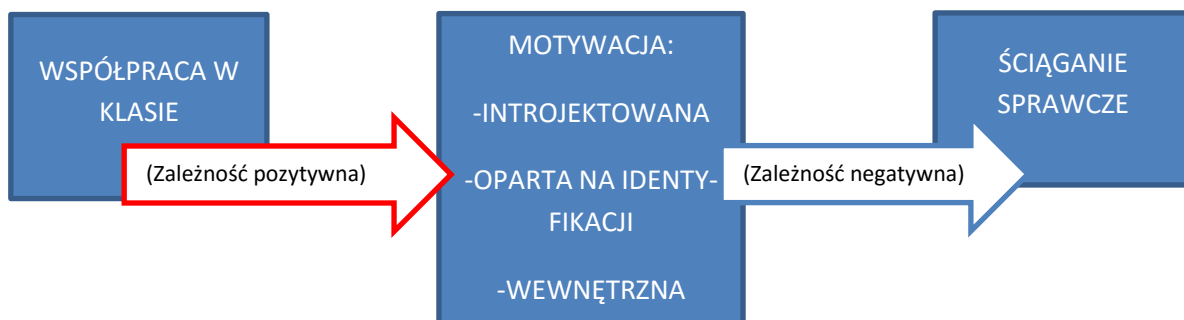 WSPÓŁPRACA W
KLASIE
(Zależność pozytywna)
MOTYWACJA:
-INTROJEKTOWANA
-OPARTA NA IDENTY-
FIKACJI
-WEWNĘTRZNA
(Zależność negatywna)
ŚCIĄGANIE
SPRAWCZE